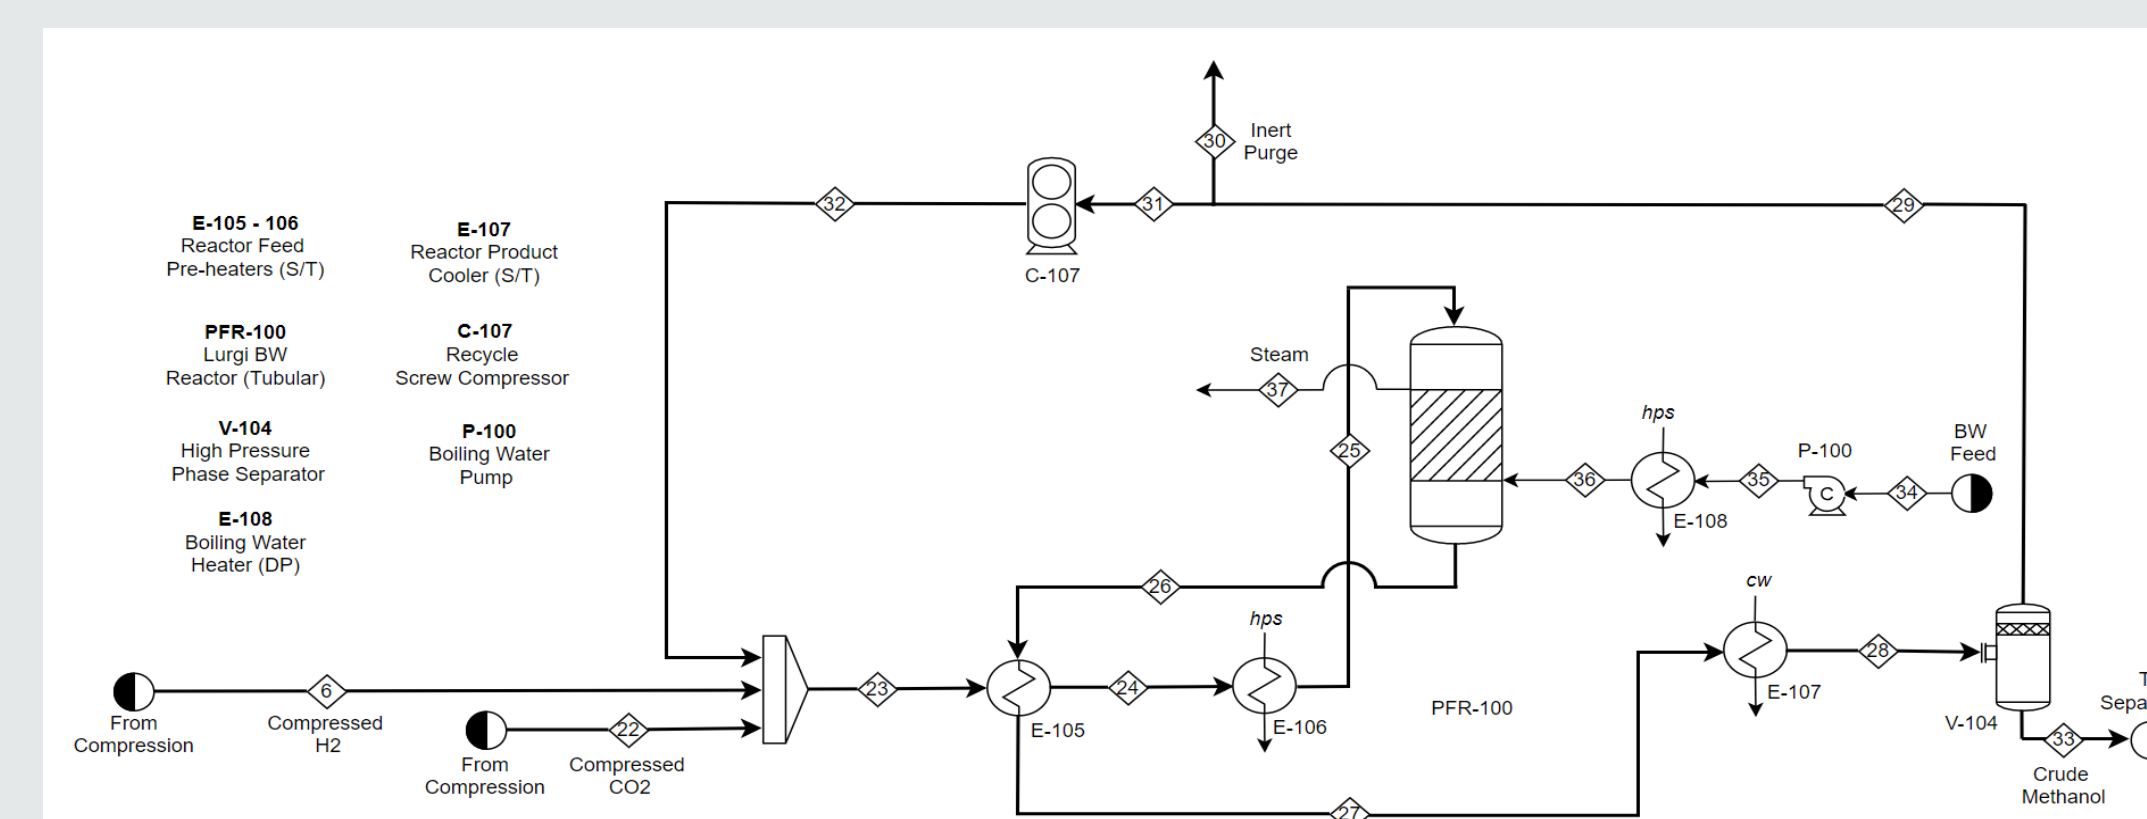 30
Inert
Purge
32
31
29
C-107
E-105 - 106
Reactor Feed
Pre-heaters (S/T)
E-107
Reactor Product
Cooler (S/T)
PFR-100
Lurgi BW
Reactor (Tubular)
C-107
Recycle
Screw Compressor
V-104
High Pressure
Phase Separator
P-100
Boiling Water
Pump
E-108
Boiling Water
Heater (DP)
Steam
37
25
hps
36
E-108
35
P-100
C
34
BW
Feed
26
hps
cw
6
From
Compression
Compressed
H2
22
From
Compression
Compressed
CO2
23
E-105
24
E-106
PFR-100
E-107
28
V-104
33
Crude
Methanol
27